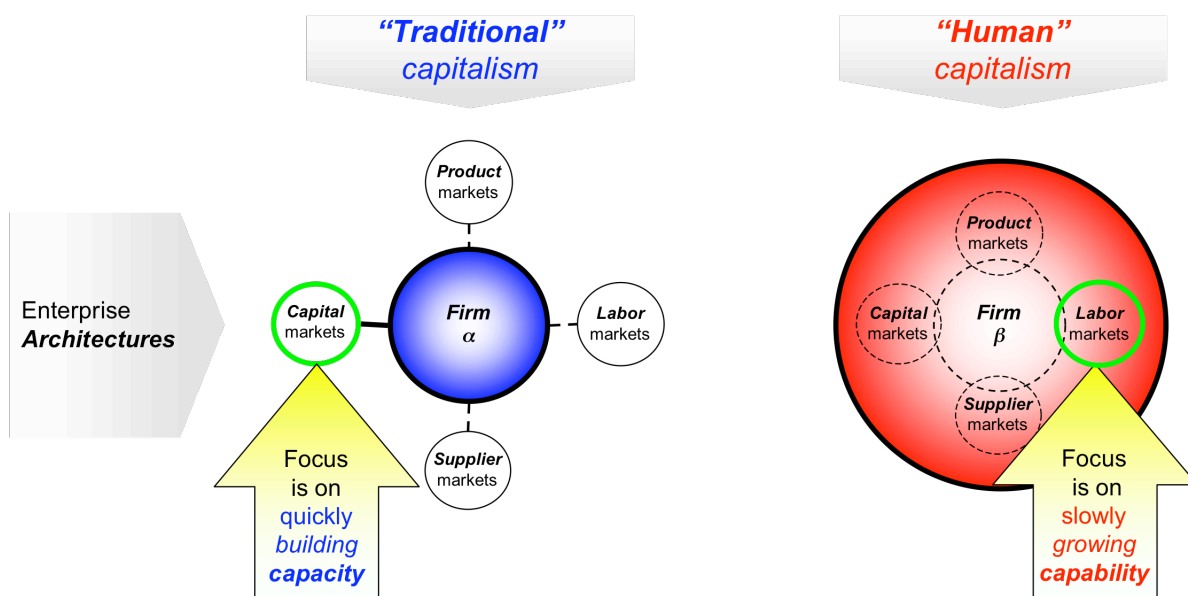 “Traditional”
capitalism
“Human”
capitalism
Enterprise
Architectures
Product
markets
Capital
markets
Firm
α
Labor
markets
Supplier
markets
Focus
is on
quickly
building
capacity
Product
markets
Capital
markets
Firm
β
Labor
markets
Supplier
markets
Focus
is on
slowly
growing
capability